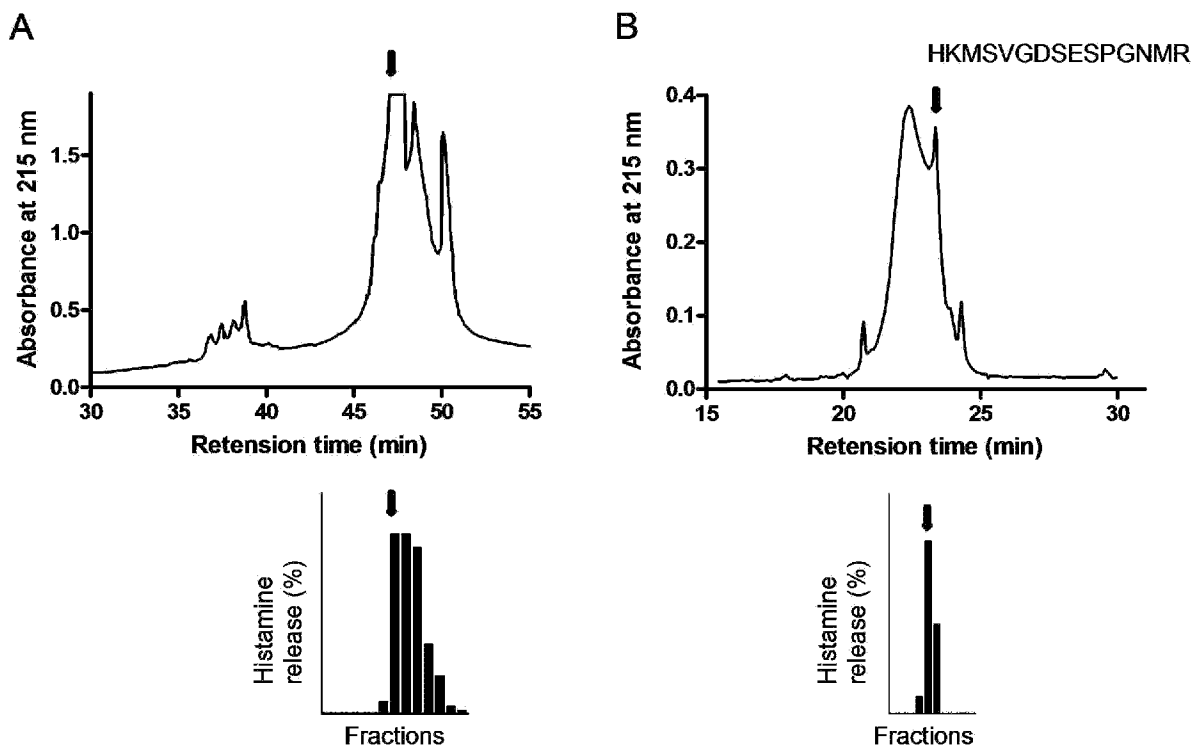 A
Absorbance at 215 nm
1.5
1.0
0.5
0.0
30 35 40 45 50 55
Retension time (min)
Histamine
release (%)
Fractions
B
HKMSVGDSESPGNMR
Absorbance at 215 nm
0.4
0.3
0.2
0.1
0.0
15 20 25 30
Retension time (min)
Histamine
release (%)
Fractions